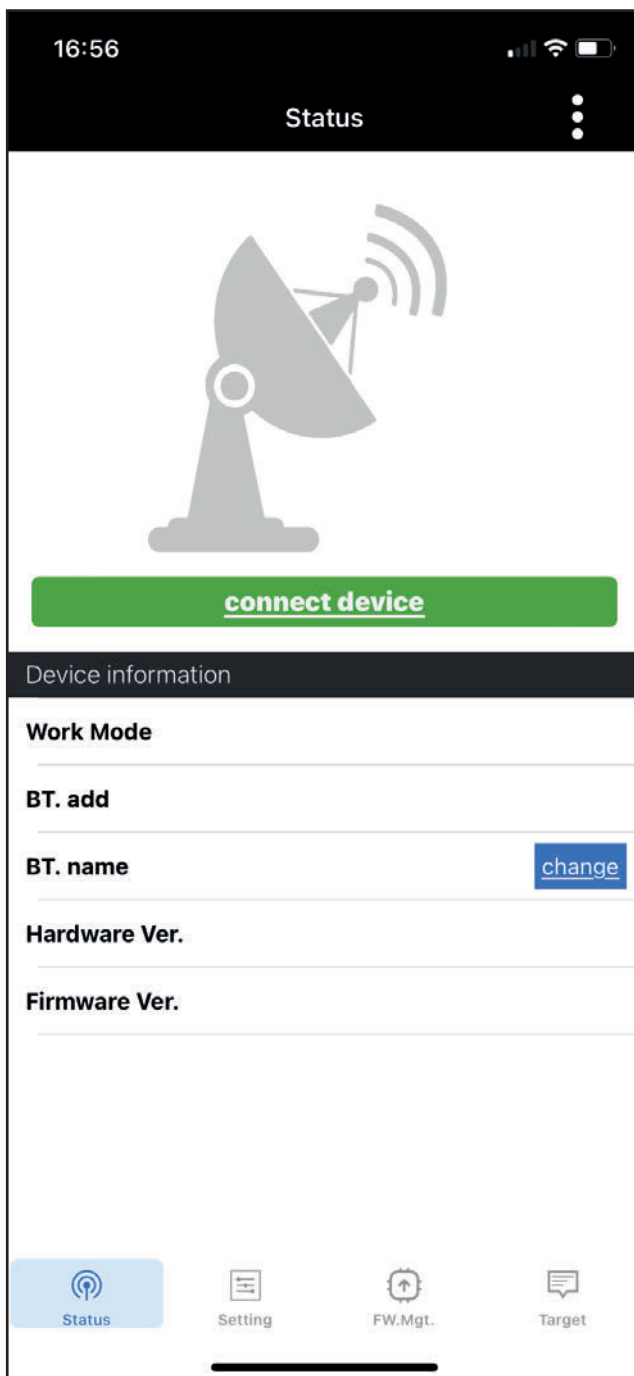 16:56
Status
connect device
Device information
Work Mode
BT. add
BT. name change
Hardware Ver.
Firmware Ver.
Status Setting FW.Mgt. Target